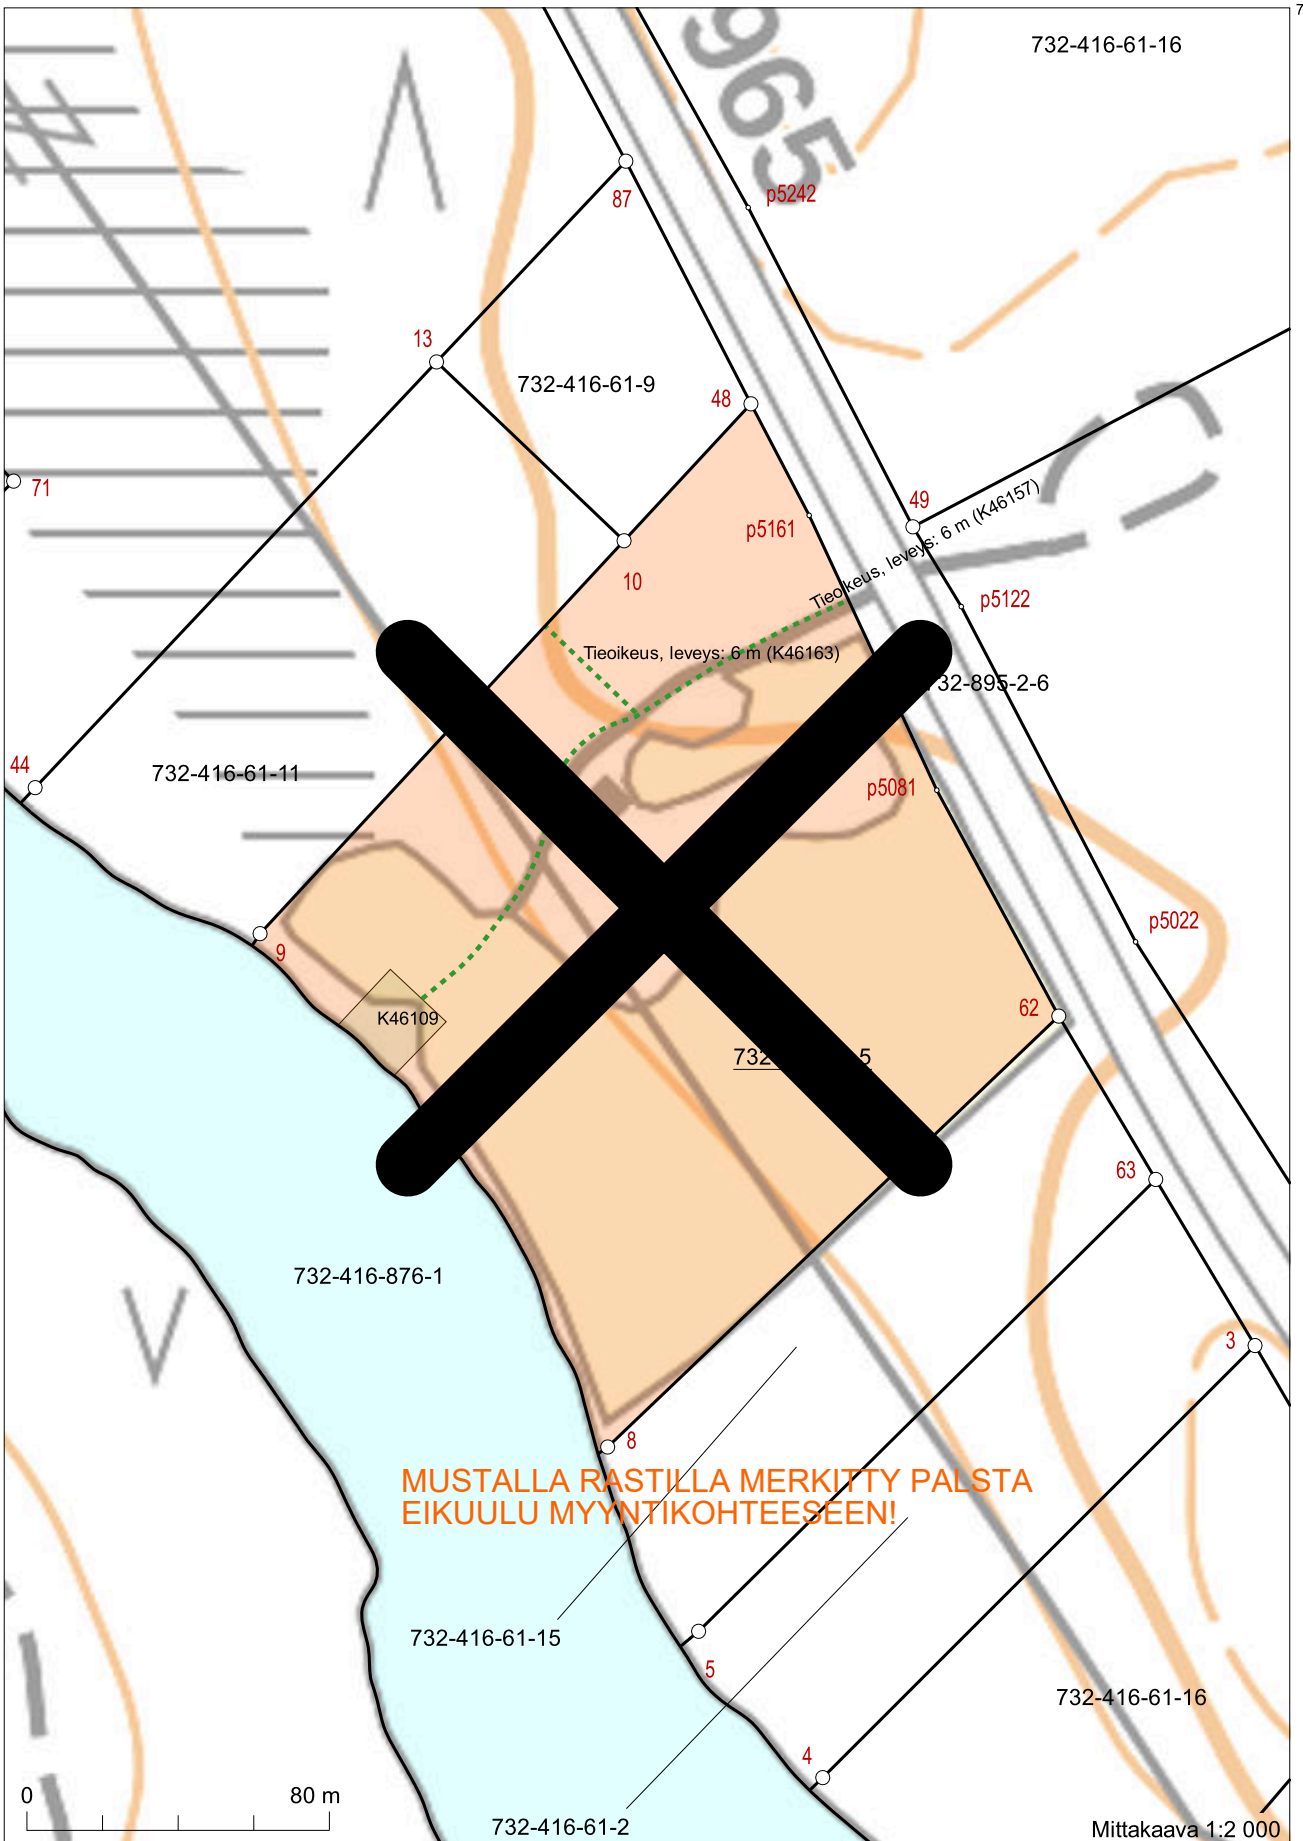 7
732-416-61-16
965
87
p5242
13
732-416-61-9
48
71
49
Tieoikeus, leveys: 6 m (K46157)
p5161
10
p5122
Tieoikeus, leveys: 6 m (K46163)
32-895-2-6
44
732-416-61-11
p5081
p5022
9
62
K46109
732
5
63
732-416-876-1
3
8
MUSTALLA RASTILLA MERKITTY PALSTA
EIKUULU MYYNTIKOHTEESEEN!
732-416-61-15
5
732-416-61-16
4
0
80 m
732-416-61-2
Mittakaava 1:2 000